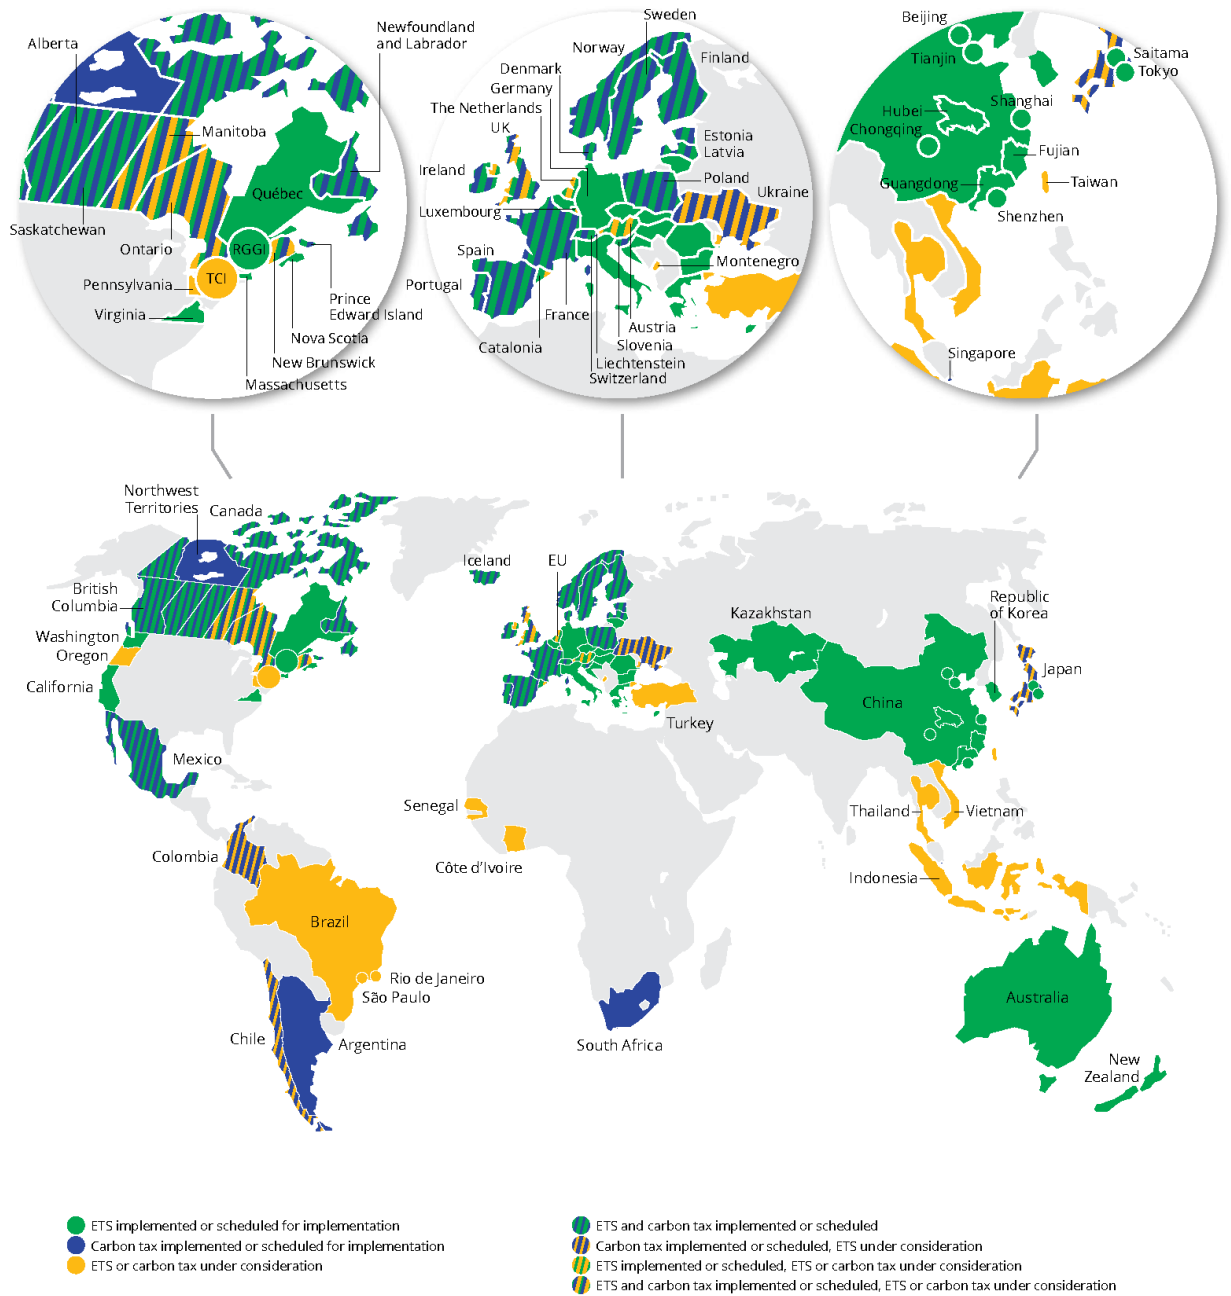 Alberta
Newfoundland
and Labrador
Manitoba
Québec
Saskatchewan
Ontario
RGGI
TCI
Pennsylvania
Virginia
Prince
Edward Island
Nova Scotia
New Brunswick
Massachusetts
Sweden
Norway
Finland
Denmark
Germany
The Netherlands
UK
Estonia
Latvia
Ireland
Poland
Ukraine
Luxembourg
Spain
Montenegro
Portugal
France
Austria
Catalonia
Slovenia
Liechtenstein
Switzerland
Beijing
Tianjin
Saitama
Tokyo
Shanghai
Hubei
Chongqing
Fujian
Guangdong
Taiwan
Shenzhen
Singapore
Northwest
Territories
Canada
British
Columbia
Washington
Oregon
California
Mexico
Iceland
EU
Kazakhstan
Republic
of Korea
Japan
China
Turkey
Senegal
Côte d’Ivoire
Thailand
Vietnam
Indonesia
Colombia
Brazil
Rio de Janeiro
São Paulo
Chile
Argentina
South Africa
Australia
New
Zealand
ETS implemented or scheduled for implementation
Carbon tax implemented or scheduled for implementation
ETS or carbon tax under consideration
ETS and carbon tax implemented or scheduled
Carbon tax implemented or scheduled, ETS under consideration
ETS implemented or scheduled, ETS or carbon tax under consideration
ETS and carbon tax implemented or scheduled, ETS or carbon tax under consideration